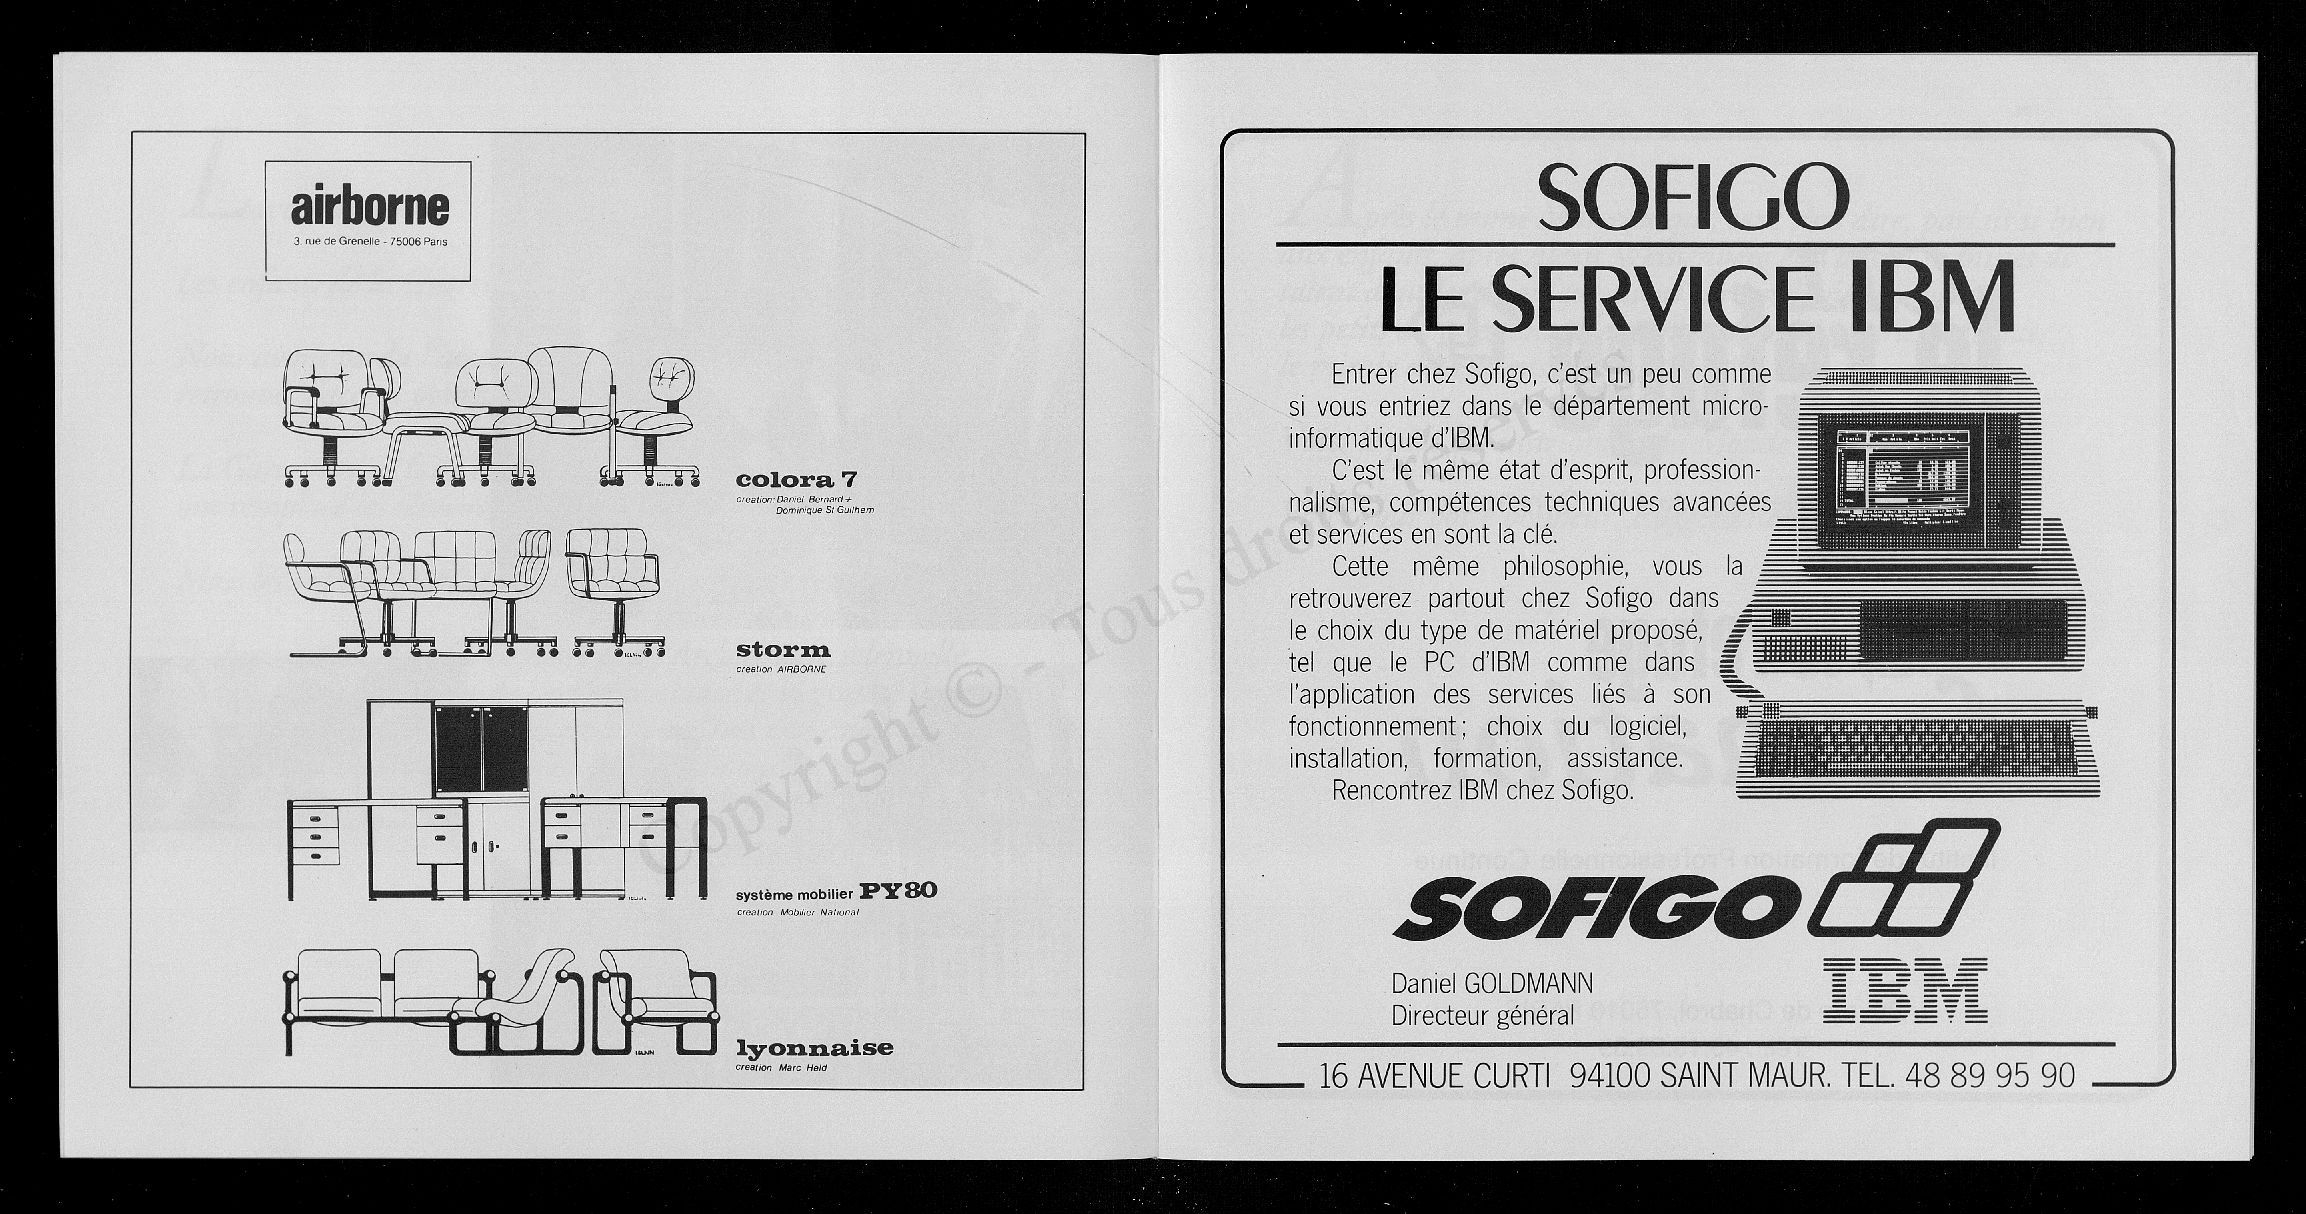 airborne
3, rue de Grenelle - 75006 Paris
colora 7
creation: Daniel Bernard +
Dominique St Guilhem
storm
creation AIRBORNE
système mobilier PY80
creation Mobilier National
lyonnaise
creation Marc Held
SOFIGO
LE SERVICE IBM
Entrer chez Sofigo, c'est un peu comme
si vous entriez dans le département micro-
informatique d'IBM.
C'est le même état d'esprit, profession-
nalisme, compétences techniques avancées
et services en sont la clé.
Cette même philosophie, vous la
retrouverez partout chez Sofigo dans
le choix du type de matériel proposé,
tel que le PC d'IBM comme dans
l'application des services liés à son
fonctionnement; choix du logiciel,
installation, formation, assistance.
Rencontrez IBM chez Sofigo.
SOFIGO
IBM
Daniel GOLDMANN
Directeur général
16 AVENUE CURTI 94100 SAINT MAUR. TEL. 48 89 95 90
Copyright © - Tous droits réservés